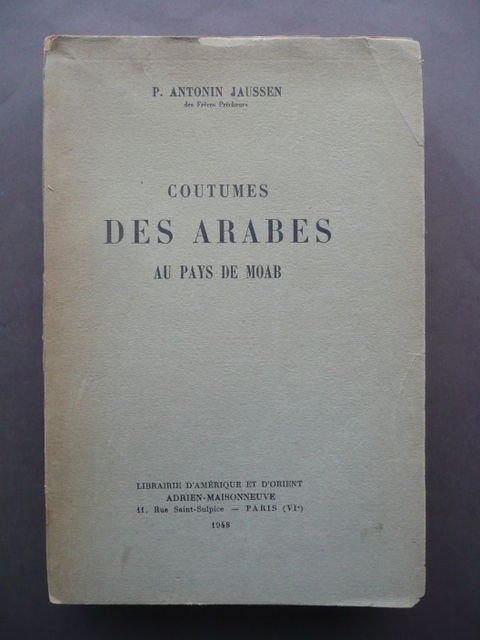 P. ANTONIN JAUSSEN
des Frères Prêcheurs
COUTUMES
DES ARABES
AU PAYS DE MOAB
LIBRAIRIE D'AMÉRIQUE ET D'ORIENT
ADRIEN-MAISONNEUVE
11, Rue Saint-Sulpice — PARIS (VIe)
1948